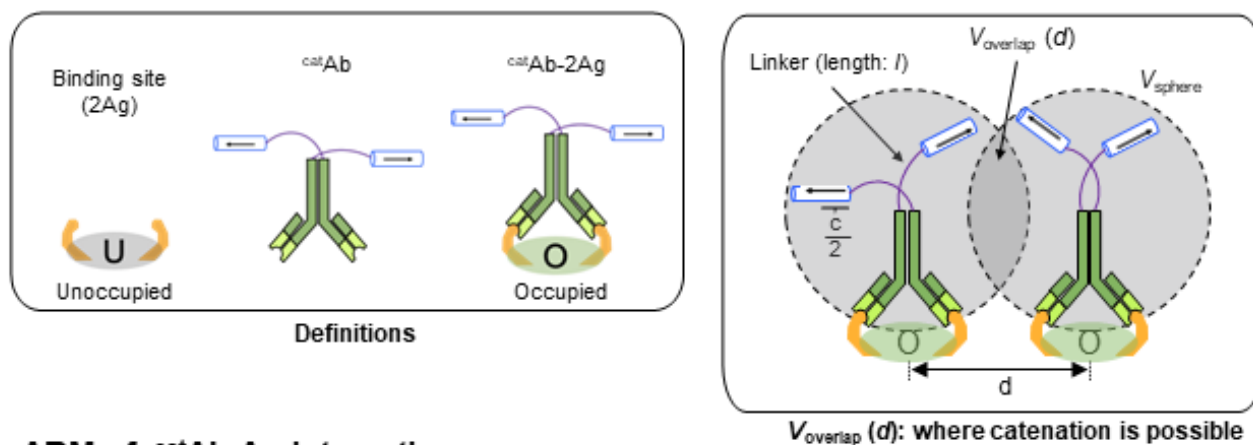 Binding site
(2Ag)
catAb
catAb-2Ag
U
O
Unoccupied
Occupied
Definitions
Linker (length: l)
Voverlap (d)
Vsphere
c
2
O
O
d
Voverlap (d): where catenation is possible